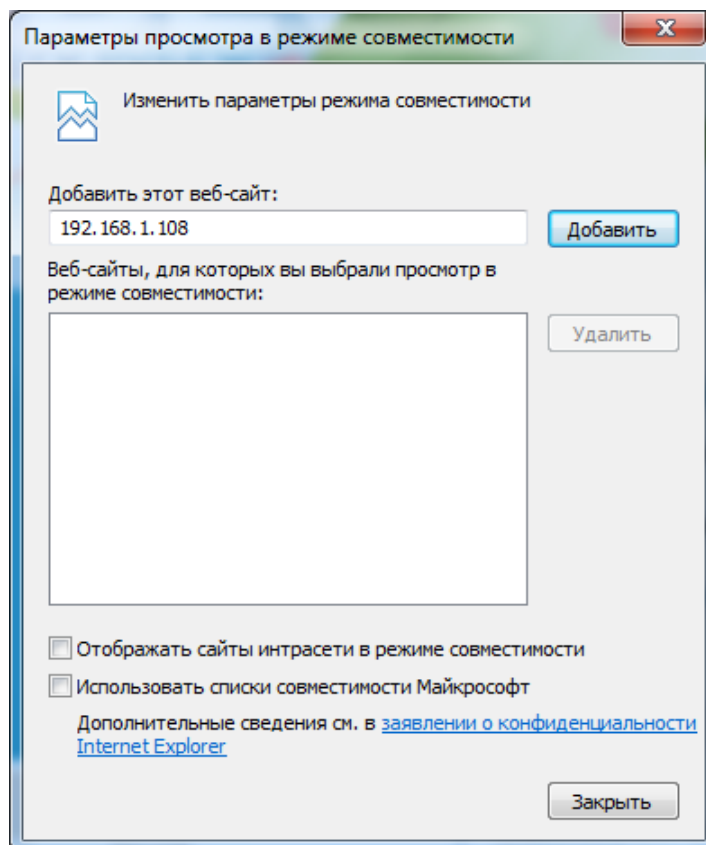 Параметры просмотра в режиме совместимости
Изменить параметры режима совместимости
Добавить этот веб-сайт:
192.168.1.108
Добавить
Веб-сайты, для которых вы выбрали просмотр в
режиме совместимости:
Удалить
Отображать сайты интрасети в режиме совместимости
Использовать списки совместимости Майкрософт
Дополнительные сведения см. в заявлении о конфиденциальности
Internet Explorer
Закрыть